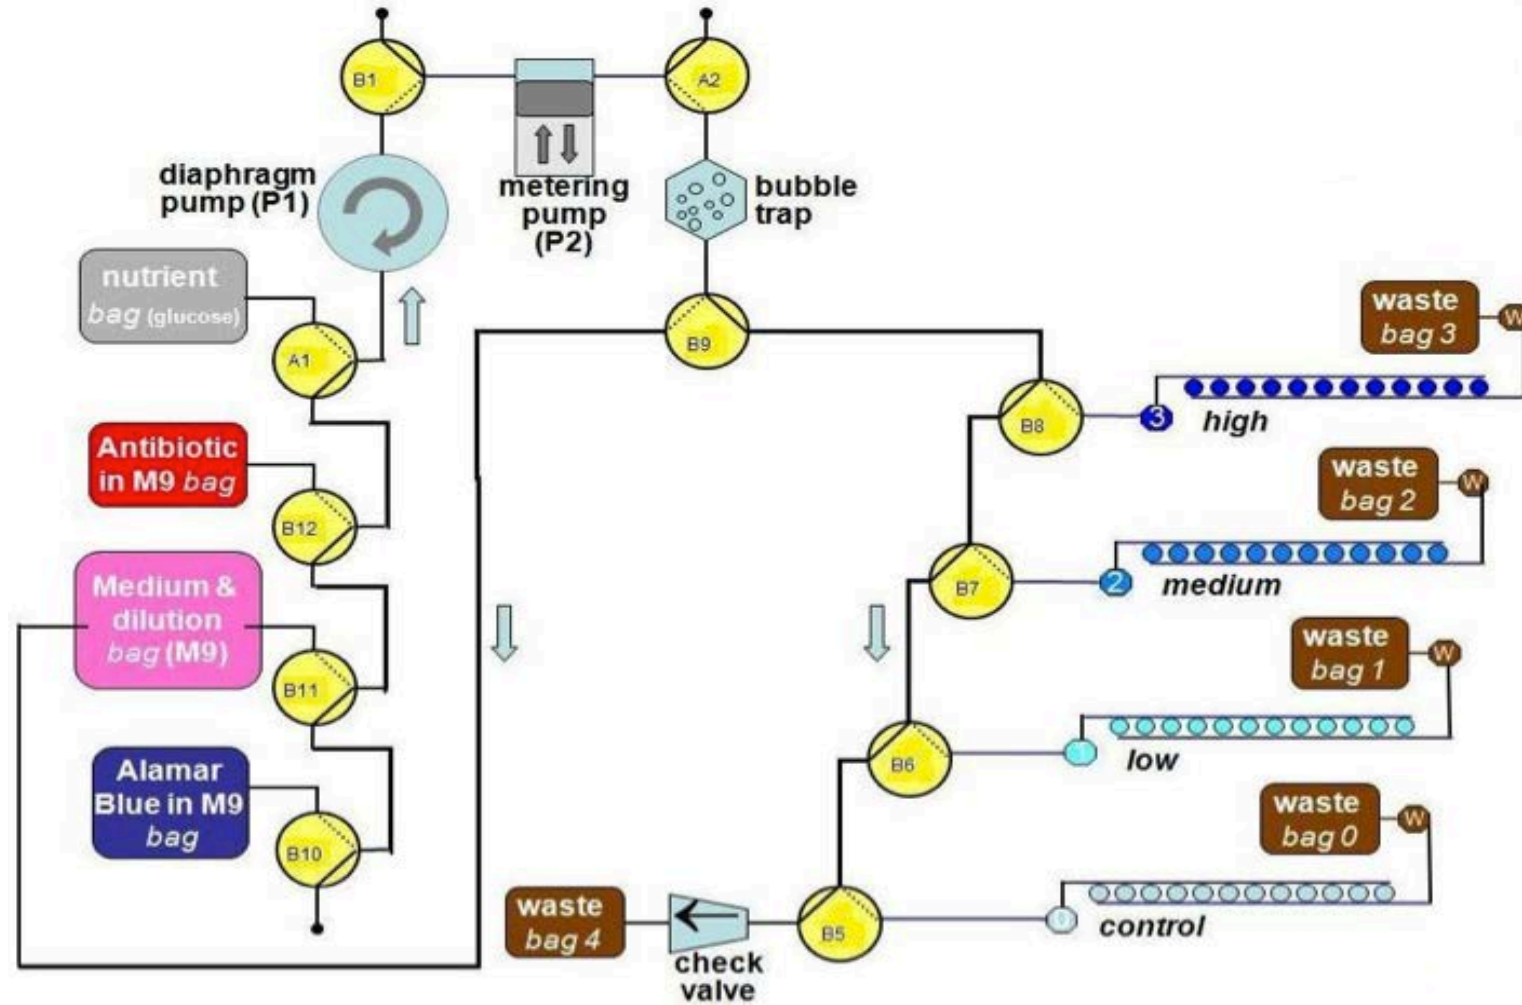 B1
A2
diaphragm
pump (P1)
metering
pump
(P2)
bubble
trap
nutrient
bag (glucose)
A1
B9
waste
bag 3
W
B8
3
high
Antibiotic
in M9 bag
B12
waste
bag 2
W
B7
2
medium
Medium &
dilution
bag (M9)
B11
waste
bag 1
W
B6
1
low
Alamar
Blue in M9
bag
B10
waste
bag 0
W
waste
bag 4
B5
0
control
check
valve